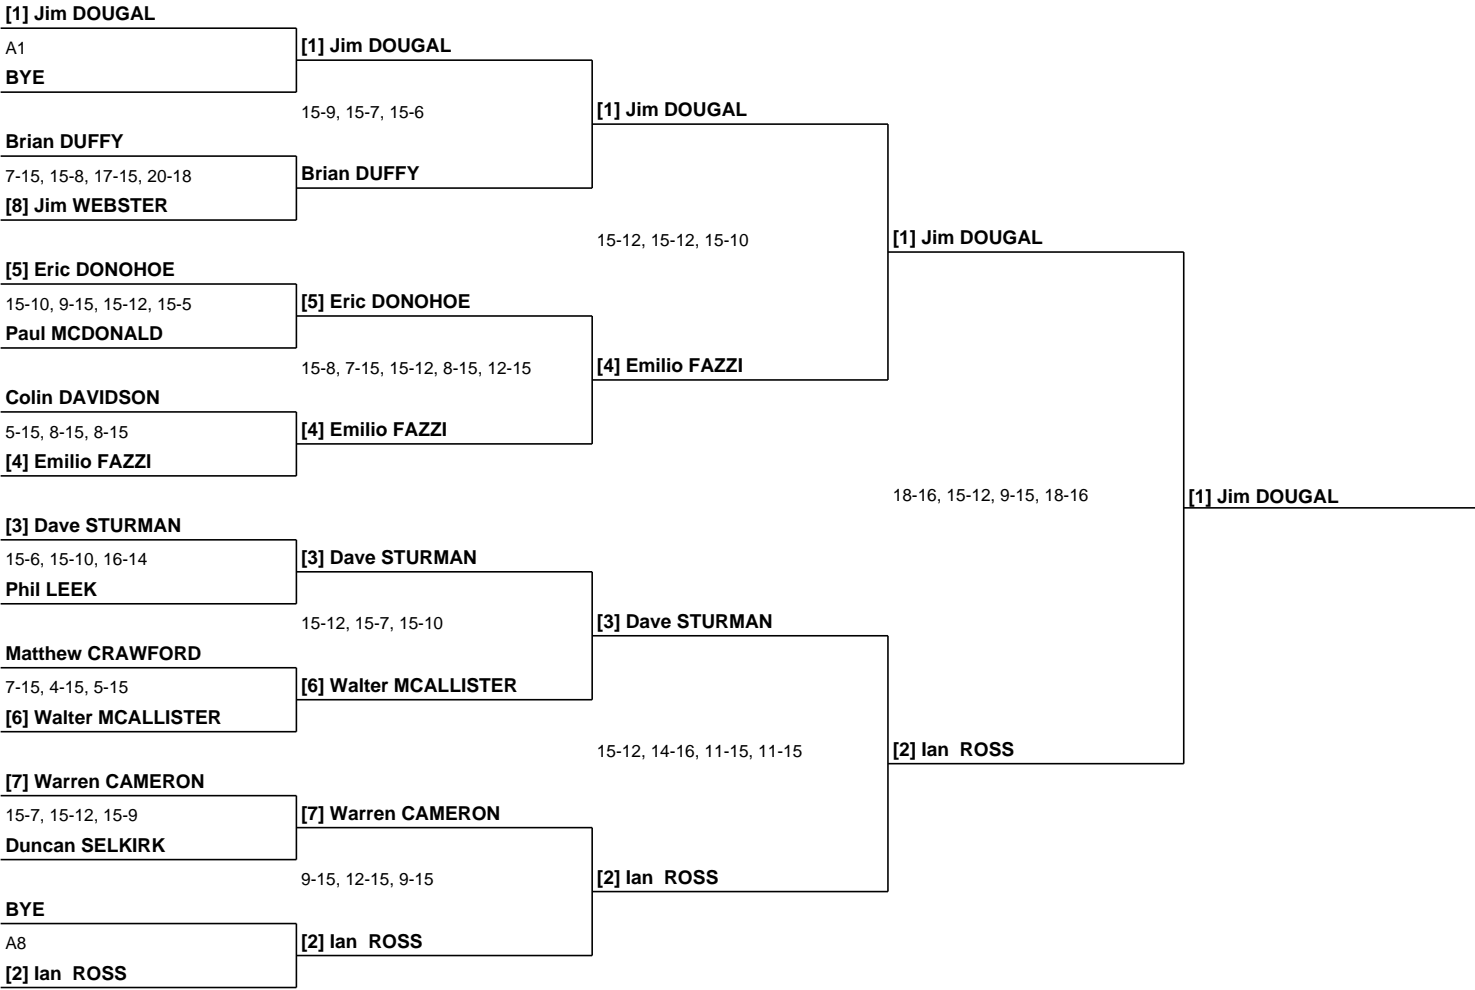 [1] Jim DOUGAL
A1
BYE
Brian DUFFY
7-15, 15-8, 17-15, 20-18
[8] Jim WEBSTER
[5] Eric DONOHOE
15-10, 9-15, 15-12, 15-5
Paul MCDONALD
Colin DAVIDSON
5-15, 8-15, 8-15
[4] Emilio FAZZI
[3] Dave STURMAN
15-6, 15-10, 16-14
Phil LEEK
Matthew CRAWFORD
7-15, 4-15, 5-15
[6] Walter MCALLISTER
[7] Warren CAMERON
15-7, 15-12, 15-9
Duncan SELKIRK
BYE
A8
[2] Ian  ROSS
[1] Jim DOUGAL
15-9, 15-7, 15-6
Brian DUFFY
[5] Eric DONOHOE
15-8, 7-15, 15-12, 8-15, 12-15
[4] Emilio FAZZI
[3] Dave STURMAN
15-12, 15-7, 15-10
[6] Walter MCALLISTER
[7] Warren CAMERON
9-15, 12-15, 9-15
[2] Ian  ROSS
[1] Jim DOUGAL
15-12, 15-12, 15-10
[4] Emilio FAZZI
[3] Dave STURMAN
15-12, 14-16, 11-15, 11-15
[2] Ian  ROSS
[1] Jim DOUGAL
18-16, 15-12, 9-15, 18-16
[2] Ian  ROSS
[1] Jim DOUGAL